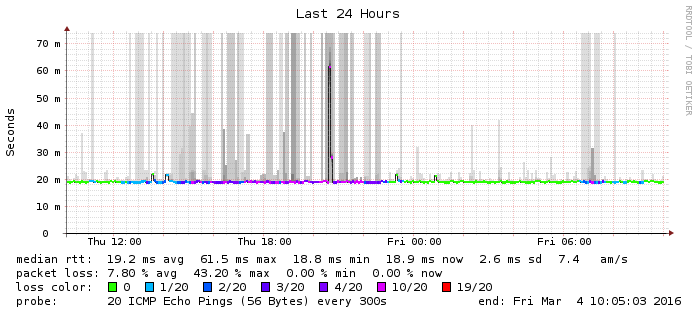 Last 24 Hours
RRDTOOL / TOBI OETIKER
Seconds
70 m
60 m
50 m
40 m
30 m
20 m
10 m
0
Thu 12:00 Thu 18:00 Fri 00:00 Fri 06:00
median rtt: 19.2 ms avg 61.5 ms max 18.8 ms min 18.9 ms now 2.6 ms sd 7.4 am/s
packet loss: 7.80 % avg 43.20 % max 0.00 % min 0.00 % now
loss color: 0 1/20 2/20 3/20 4/20 10/20 19/20
probe: 20 ICMP Echo Pings (56 Bytes) every 300s end: Fri Mar 4 10:05:03 2016